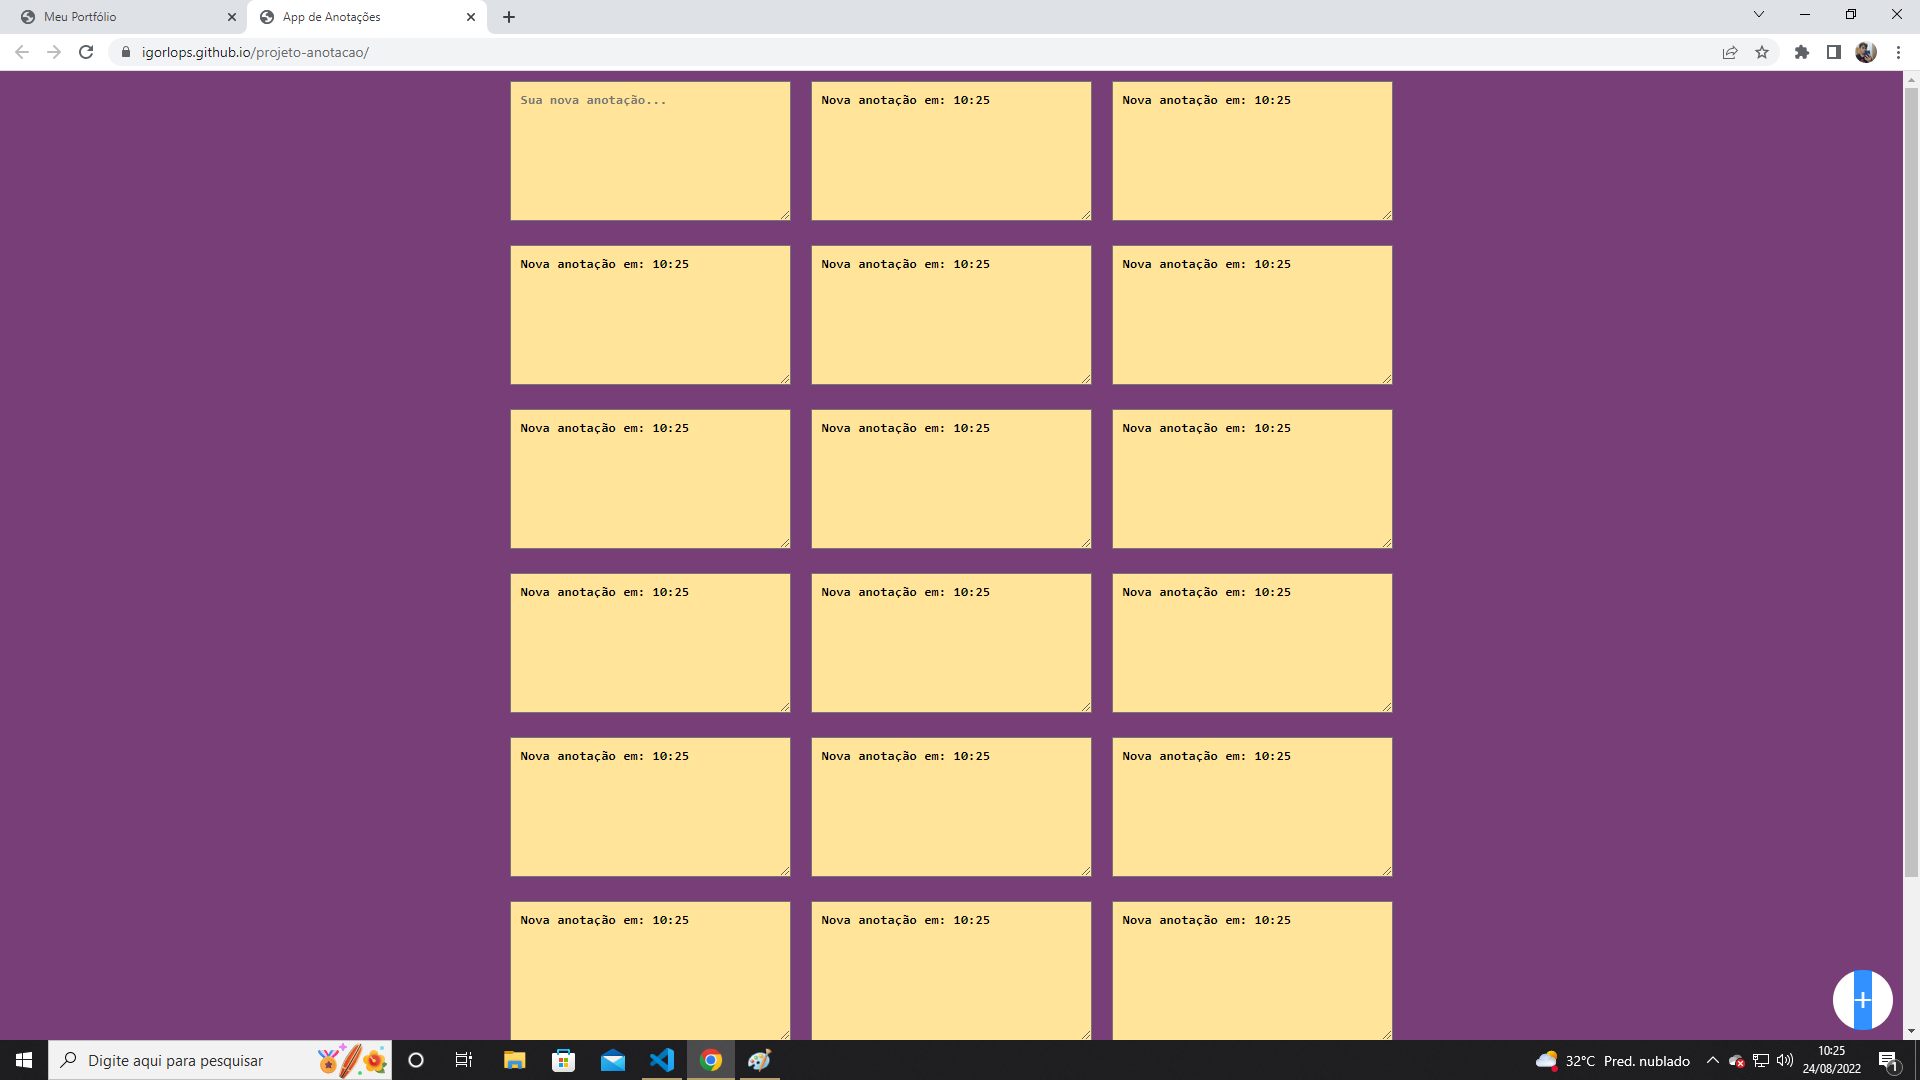 Meu Portfólio
App de Anotações
igorlops.github.io/projeto-anotacao/
Sua nova anotação... Nova anotação em: 10:25 Nova anotação em: 10:25
Nova anotação em: 10:25 Nova anotação em: 10:25 Nova anotação em: 10:25
Nova anotação em: 10:25 Nova anotação em: 10:25 Nova anotação em: 10:25
Nova anotação em: 10:25 Nova anotação em: 10:25 Nova anotação em: 10:25
Nova anotação em: 10:25 Nova anotação em: 10:25 Nova anotação em: 10:25
Nova anotação em: 10:25 Nova anotação em: 10:25 Nova anotação em: 10:25
+
Digite aqui para pesquisar
32°C Pred. nublado
10:25
24/08/2022
1